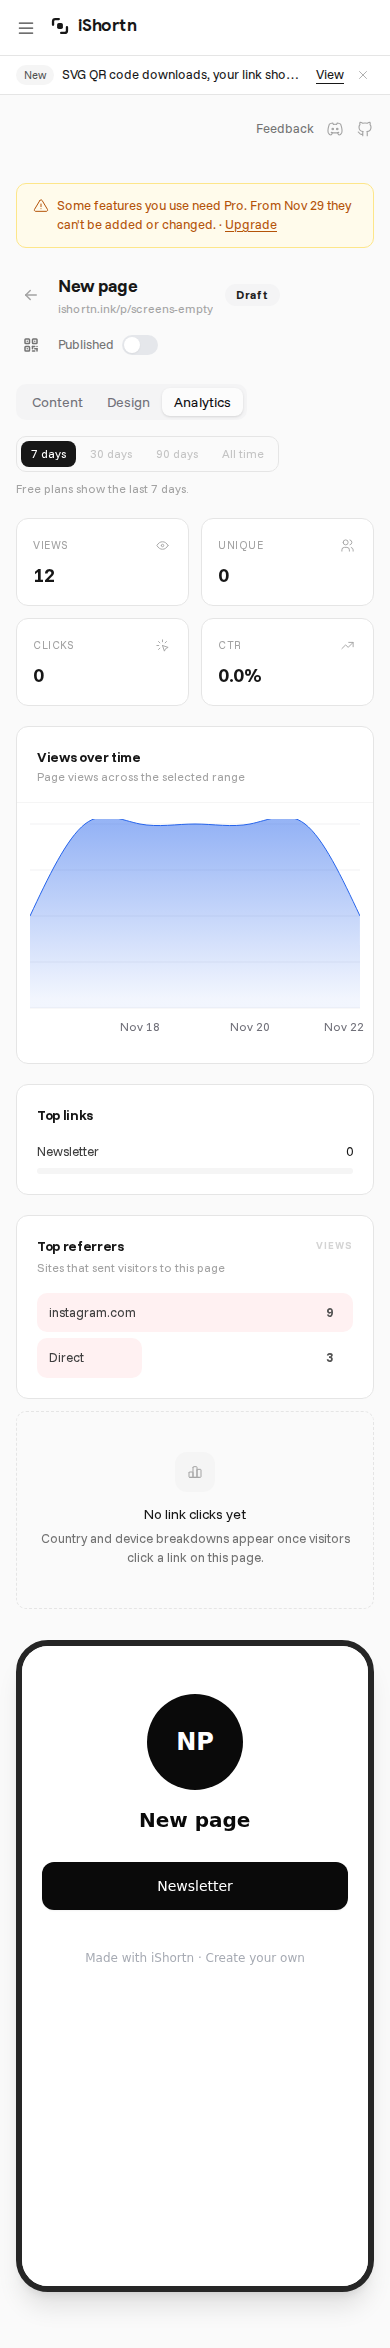 iShortn
New
SVG QR code downloads, your link sho...
View
Feedback
Some features you use need Pro. From Nov 29 they
can't be added or changed. · Upgrade
New page
ishortn.ink/p/screens-empty
Draft
Published
Content
Design
Analytics
7 days
30 days
90 days
All time
Free plans show the last 7 days.
VIEWS
12
UNIQUE
0
CLICKS
0
CTR
0.0%
Views over time
Page views across the selected range
Nov 18
Nov 20
Nov 22
Top links
Newsletter
0
Top referrers
VIEWS
Sites that sent visitors to this page
instagram.com
9
Direct
3
No link clicks yet
Country and device breakdowns appear once visitors
click a link on this page.
NP
New page
Newsletter
Made with iShortn · Create your own